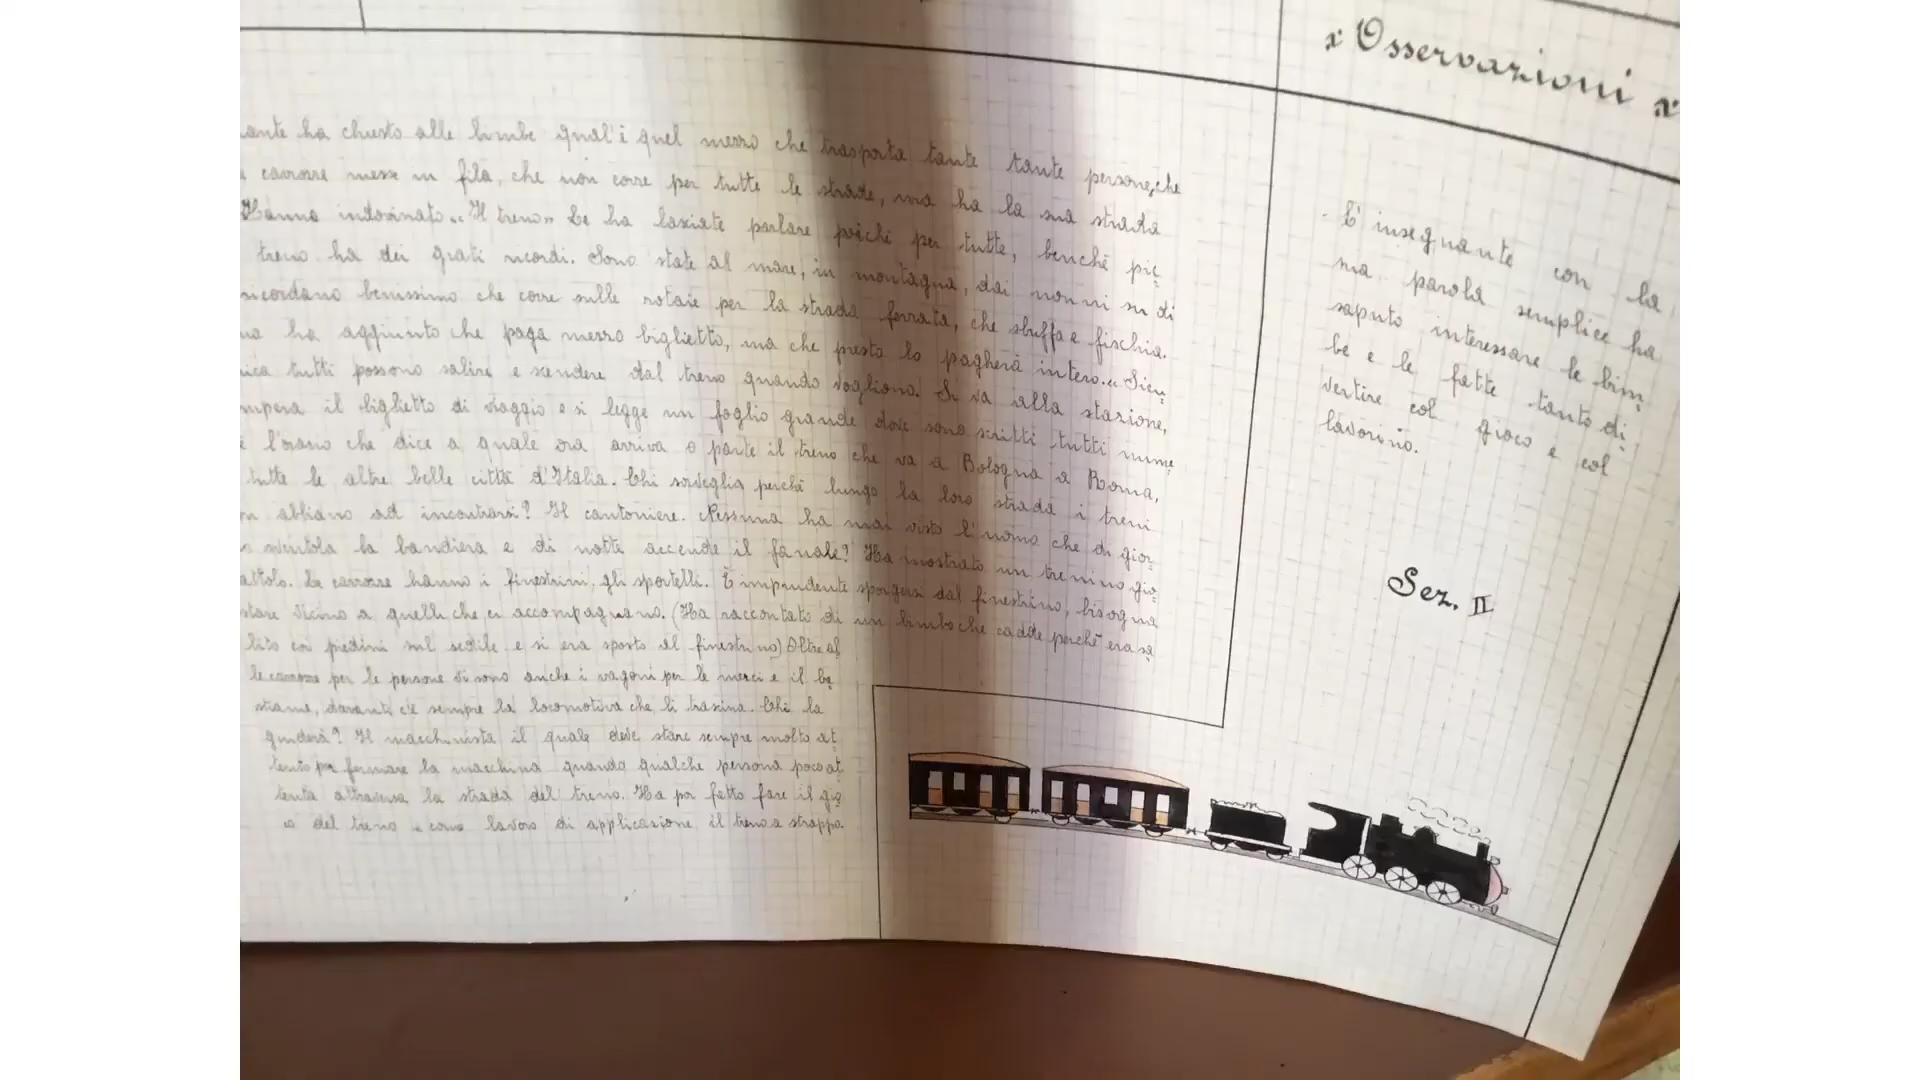 x Osservazioni x
ante ha chiesto alle bimbe qual'è quel mezzo che trasporta tante tante persone, che
carrozze messe in fila, che non corre per tutte le strade, ma ha la sua strada
Hanno indovinato "Il treno" Le ha lasciate parlare poichè per tutte, benchè pic
treno ha dei grati ricordi. Sono state al mare, in montagna, dai nonni su di
ricordano benissimo che corre sulle rotaie per la strada ferrata, che sbuffa e fischia.
na ha aggiunto che paga mezzo biglietto, ma che presto lo pagherà intero.
tutti possono salire e scendere dal treno quando vogliono. Si va alla stazione,
mpera il biglietto di viaggio e si legge un foglio grande dove sono scritti tutti nume
è l'orario che dice a quale ora arriva o parte il treno che va a Bologna a Roma,
tutte le altre belle città d'Italia. Chi sorveglia perchè lungo la loro strada i treni
n abbiano ad incontrarsi? Il cantoniere. Nessuna ha mai visto l'uomo che di gior
sventola la bandiera e di notte accende il fanale? Ha mostrato un trenino gio
attolo. Le carrozze hanno i finestrini, gli sportelli. È imprudente sporgersi dal finestrino, bisogna
stare vicino a quelli che ci accompagnano. (Ha raccontato di un bimbo che cadde perchè era sa
lito coi piedini sul sedile e si era sporto al finestrino) Oltre al
le carrozze per le persone vi sono anche i vagoni per le merci e il be
stiame, davanti c'è sempre la locomotiva che li trascina. Chi la
guiderà? Il macchinista il quale deve stare sempre molto at
tento per fermare la macchina quando qualche persona poco at
tenta attraversa la strada del treno. Ha poi fatto fare il gio
co del treno e come lavoro di applicazione il treno a strappo.
L'insegnante con la
sua parola semplice ha
saputo interessare le bim
be e le fatte tanto di
vertire col gioco e col
lavorino.
Sez. II